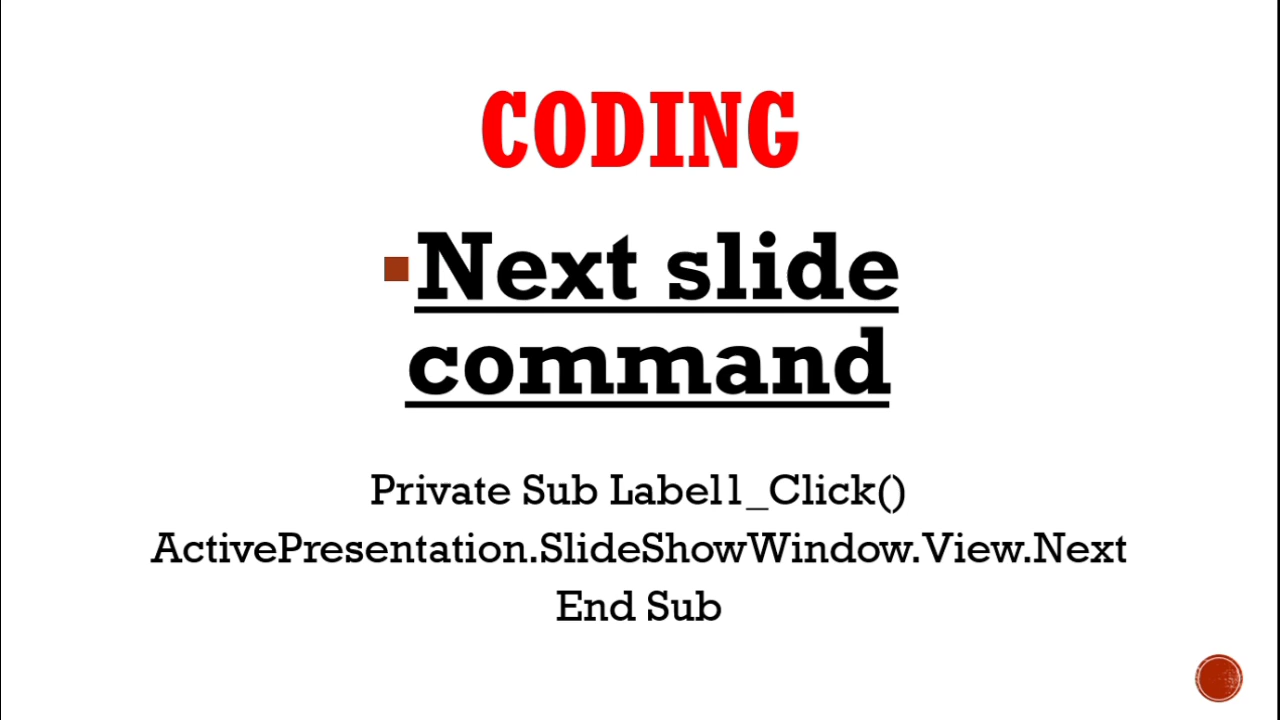 CODING
Next slide
command
Private Sub Label1_Click()
ActivePresentation.SlideShowWindow.View.Next
End Sub